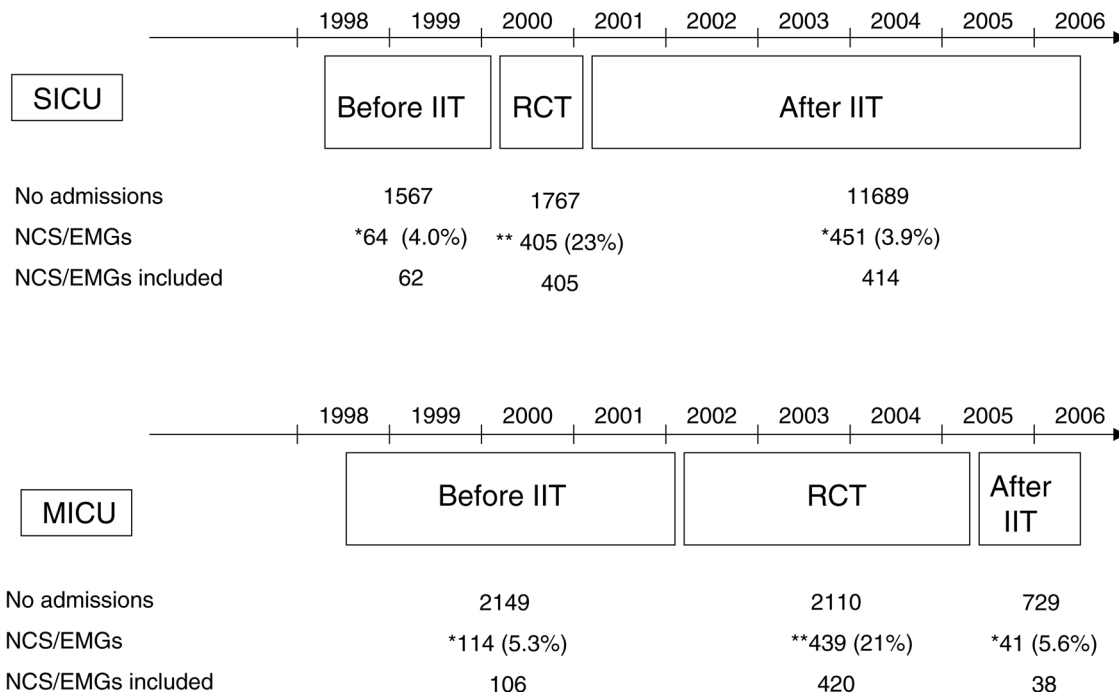 1998 1999 2000 2001 2002 2003 2004 2005 2006
SICU Before IIT RCT After IIT
No admissions 1567 1767 11689
NCS/EMGs *64 (4.0%) ** 405 (23%) *451 (3.9%)
NCS/EMGs included 62 405 414
1998 1999 2000 2001 2002 2003 2004 2005 2006
MICU Before IIT RCT After
IIT
No admissions 2149 2110 729
NCS/EMGs *114 (5.3%) **439 (21%) *41 (5.6%)
NCS/EMGs included 106 420 38